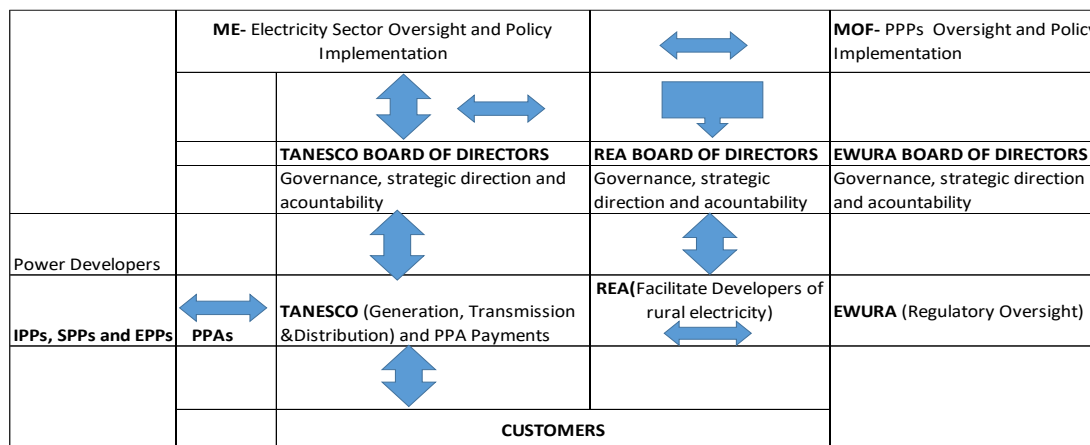 ME- Electricity Sector Oversight and Policy
Implementation
MOF- PPPs Oversight and Policy
Implementation
TANESCO BOARD OF DIRECTORS
REA BOARD OF DIRECTORS
EWURA BOARD OF DIRECTORS
Governance, strategic direction and
acountability
Governance, strategic
direction and acountability
Governance, strategic direction
and acountability
Power Developers
IPPs, SPPs and EPPs
PPAs
TANESCO (Generation, Transmission
&Distribution) and PPA Payments
REA(Facilitate Developers of
rural electricity)
EWURA (Regulatory Oversight)
CUSTOMERS